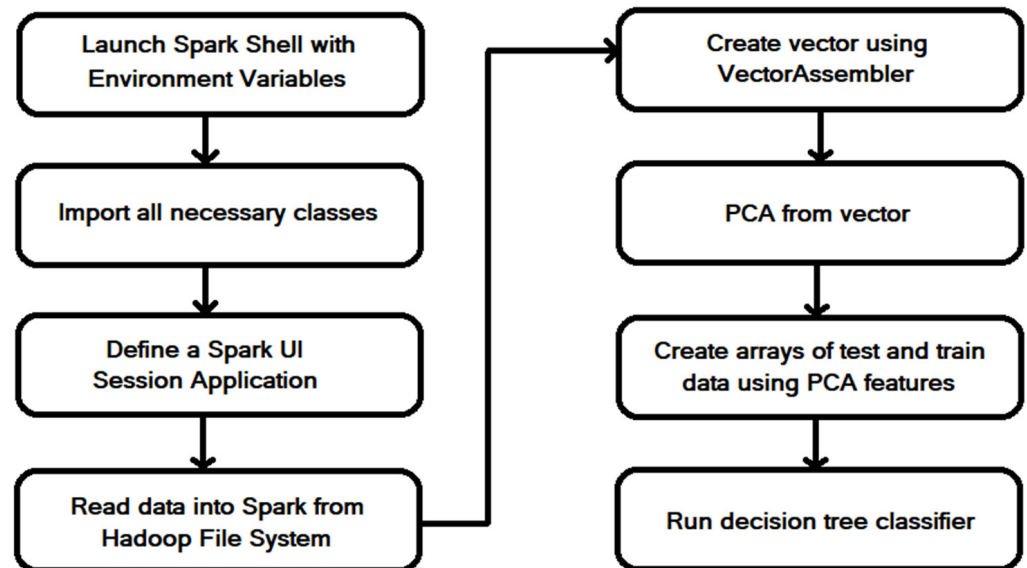 Launch Spark Shell with
Environment Variables
Import all necessary classes
Define a Spark UI
Session Application
Read data into Spark from
Hadoop File System
Create vector using
VectorAssembler
PCA from vector
Create arrays of test and train
data using PCA features
Run decision tree classifier